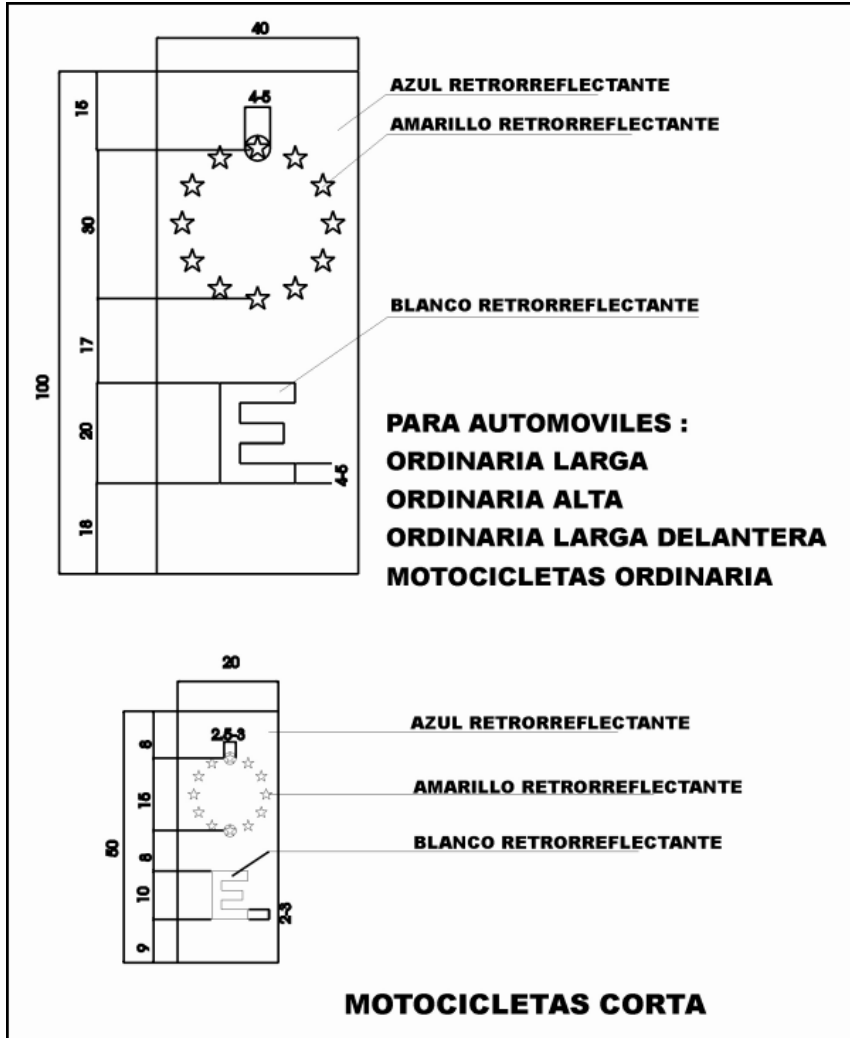 40
15
4-5
AZUL RETRORREFLECTANTE
AMARILLO RETRORREFLECTANTE
30
BLANCO RETRORREFLECTANTE
17
100
E
20
4-5
18
PARA AUTOMOVILES :
ORDINARIA LARGA
ORDINARIA ALTA
ORDINARIA LARGA DELANTERA
MOTOCICLETAS ORDINARIA
20
8
2.5-3
AZUL RETRORREFLECTANTE
15
AMARILLO RETRORREFLECTANTE
BLANCO RETRORREFLECTANTE
50
8
E
10
2-3
9
MOTOCICLETAS CORTA